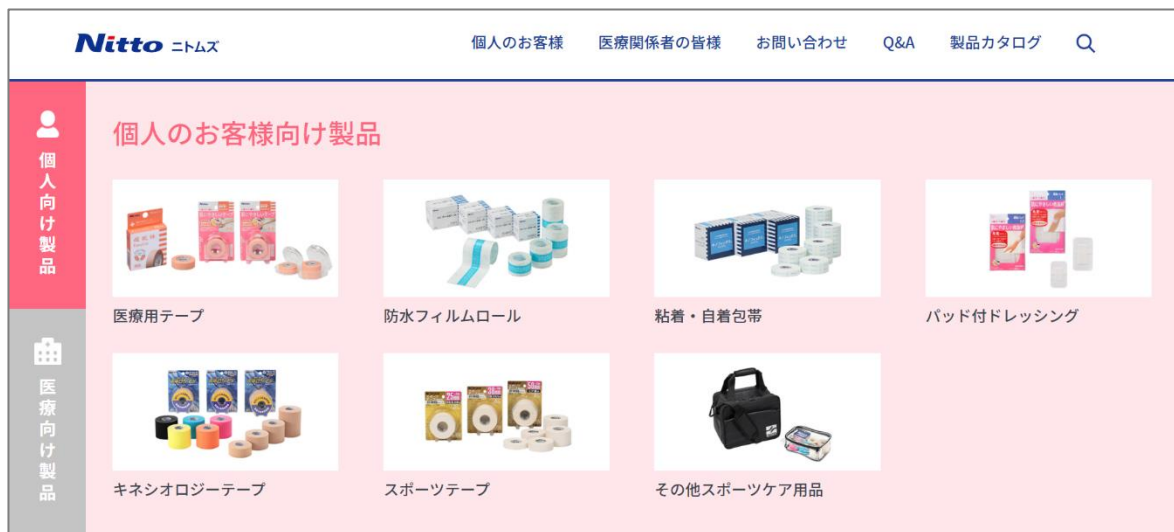 Nitto ニトムズ
個人のお客様 医療関係者の皆様 お問い合わせ Q&A 製品カタログ
個人向け製品
個人のお客様向け製品
医療用テープ 防水フィルムロール 粘着・自着包帯 パッド付ドレッシング
医療向け製品
キネシオロジーテープ スポーツテープ その他スポーツケア用品